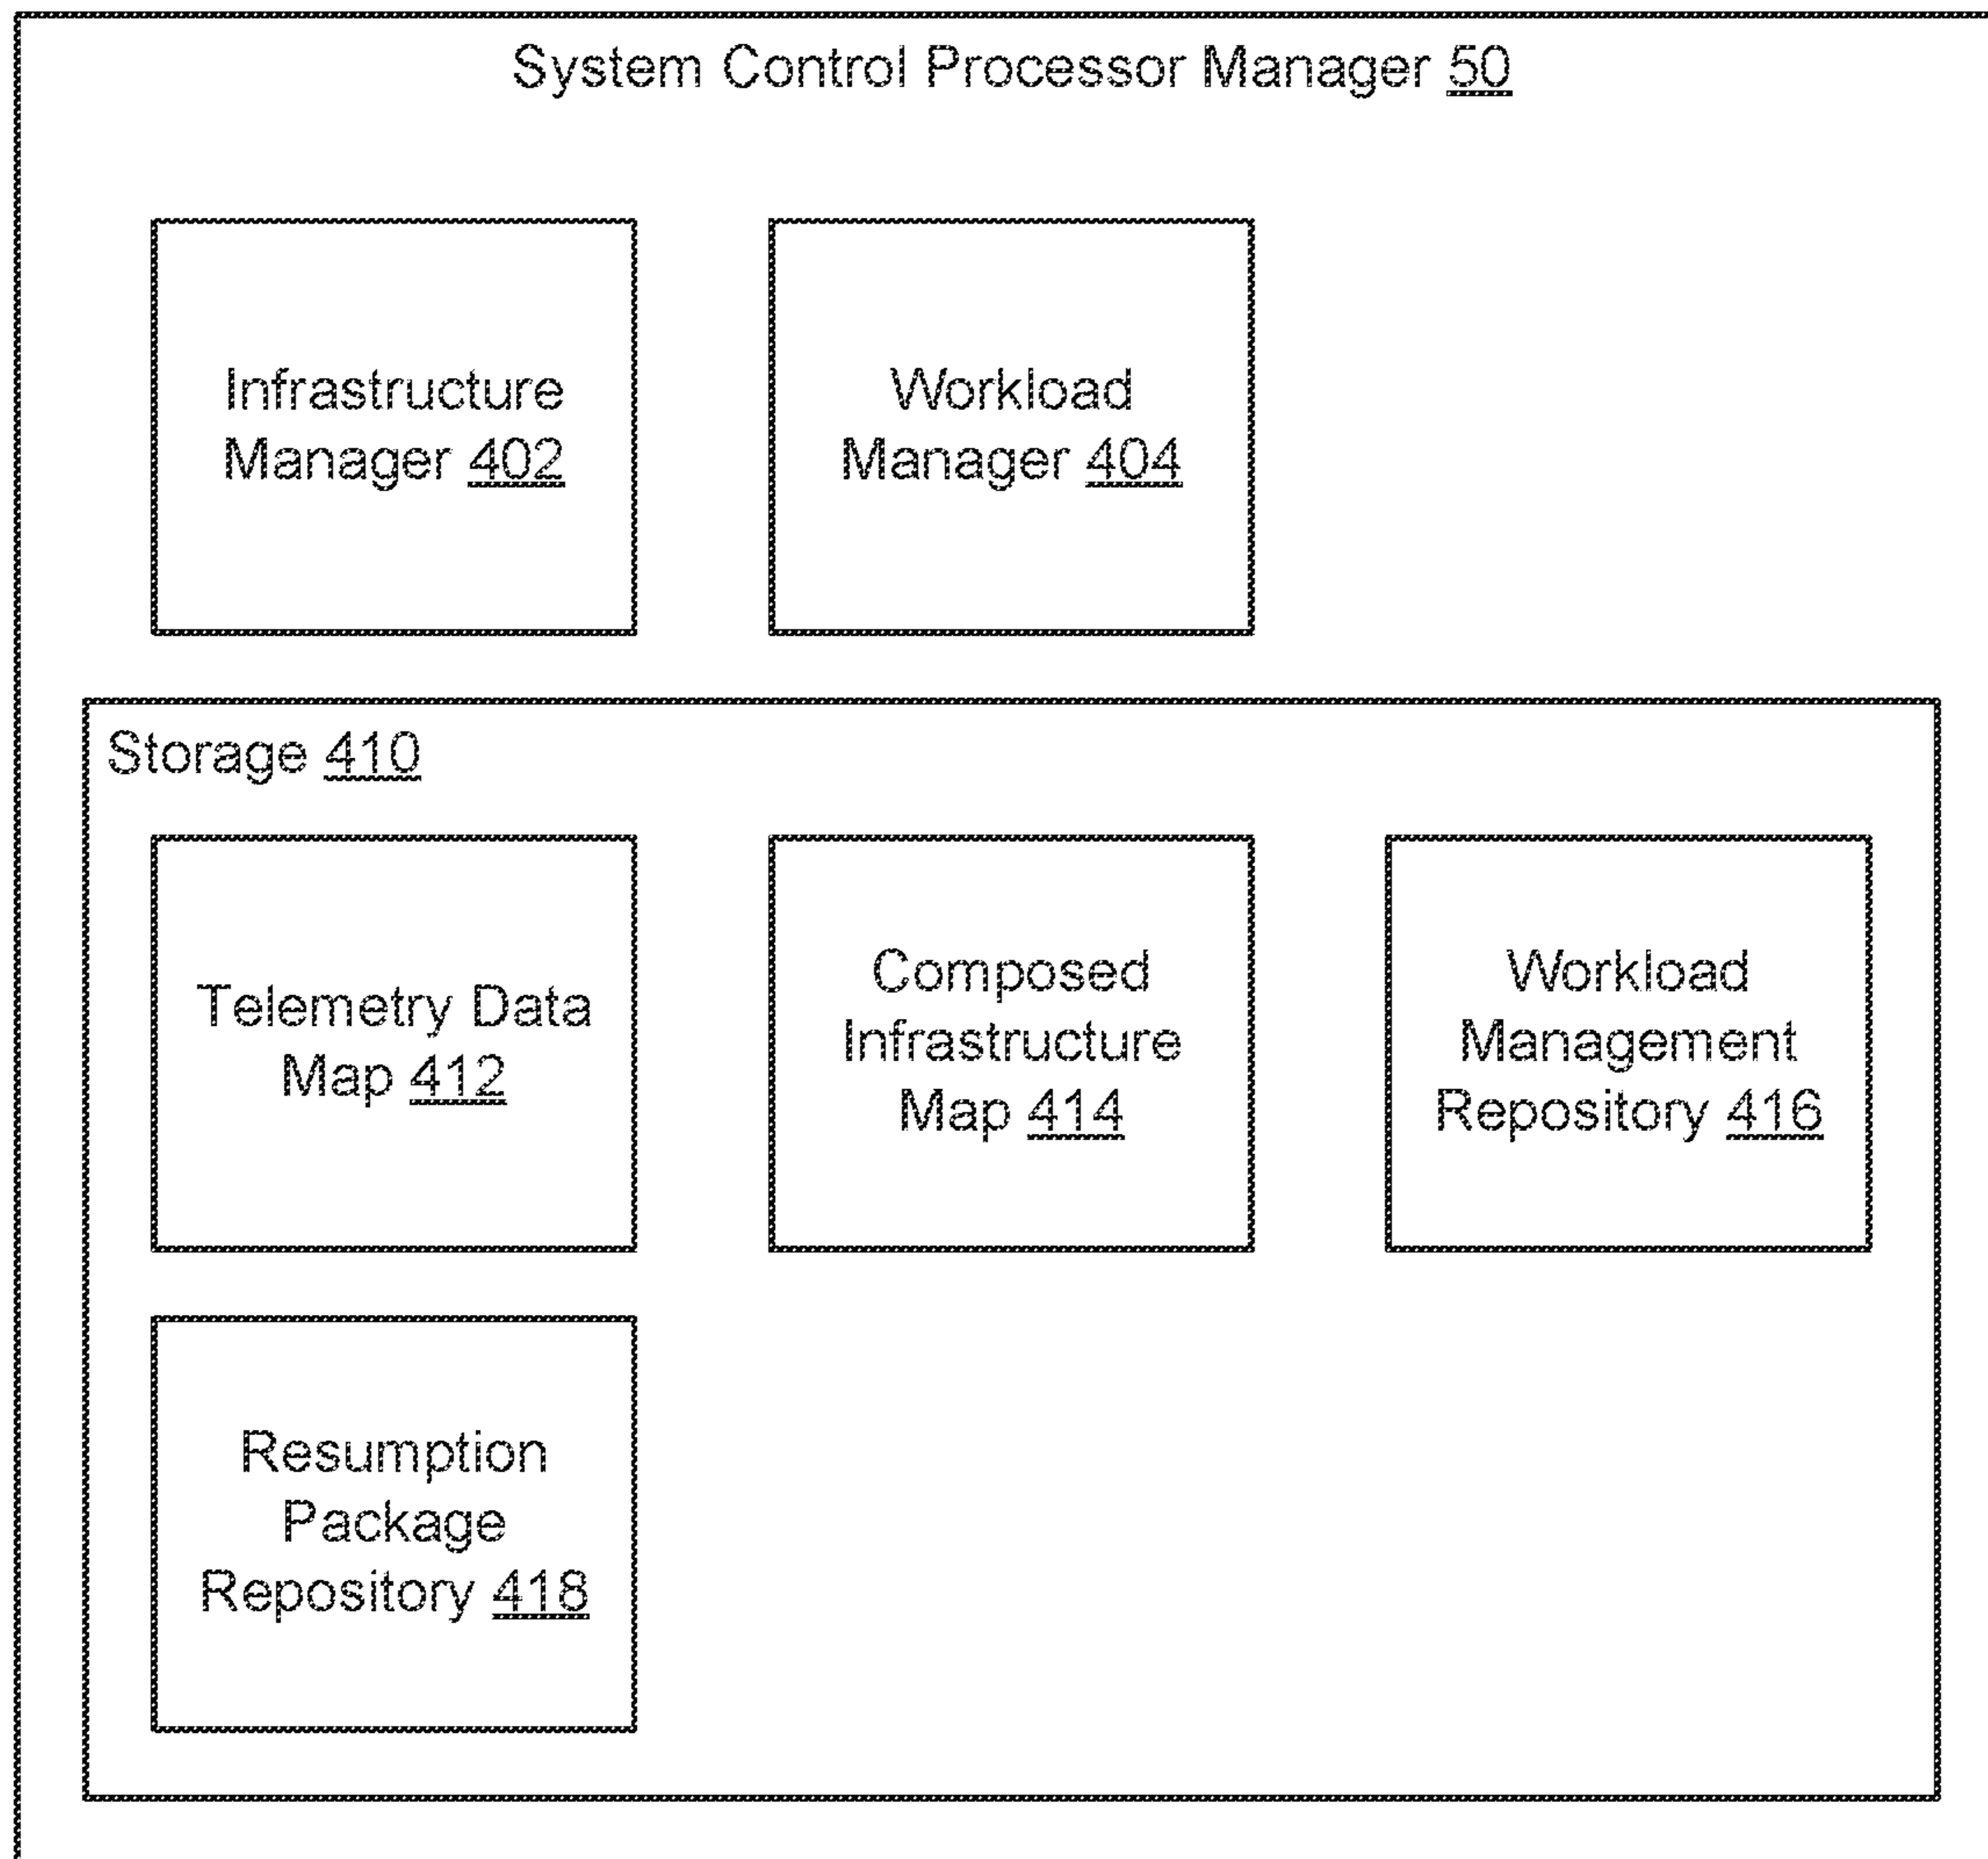 System Control Processor Manager 50
Infrastructure
Manager 402
Workload
Manager 404
Storage 410
Telemetry Data
Map 412
Composed
Infrastructure
Map 414
Workload
Management
Repository 416
Resumption
Package
Repository 418